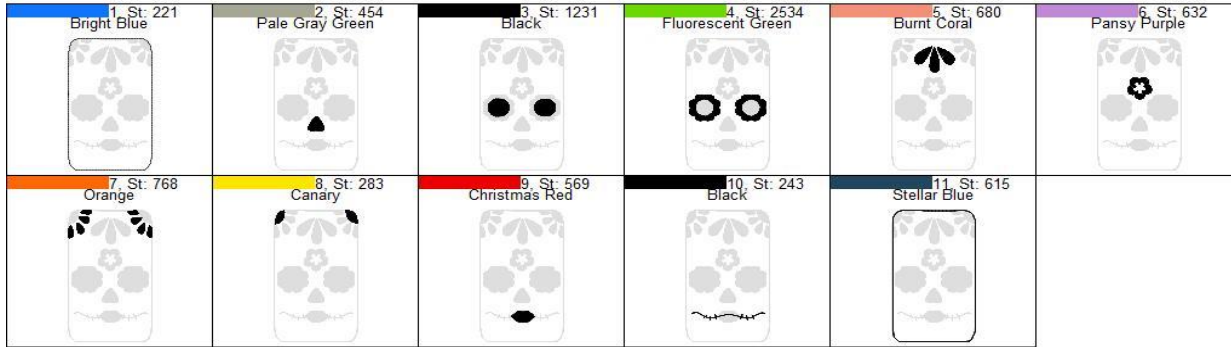 1, St: 221
Bright Blue
2, St: 454
Pale Gray Green
3, St: 1231
Black
4, St: 2534
Fluorescent Green
5, St: 680
Burnt Coral
6, St: 632
Pansy Purple
7, St: 768
Orange
8, St: 283
Canary
9, St: 569
Christmas Red
10, St: 243
Black
11, St: 615
Stellar Blue